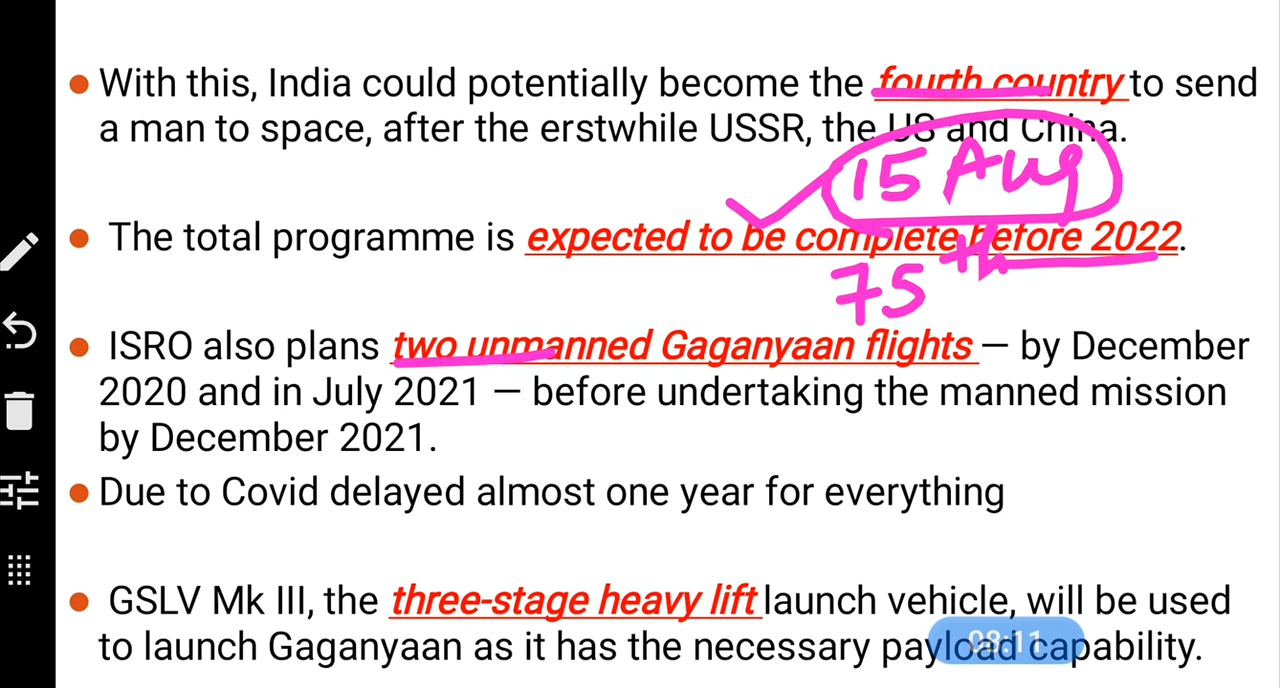 ● With this, India could potentially become the fourth country to send
a man to space, after the erstwhile USSR, the US and China.
15 Aug
● The total programme is expected to be complete before 2022.
75th
● ISRO also plans two unmanned Gaganyaan flights — by December
2020 and in July 2021 — before undertaking the manned mission
by December 2021.
● Due to Covid delayed almost one year for everything
● GSLV Mk III, the three-stage heavy lift launch vehicle, will be used
to launch Gaganyaan as it has the necessary payload capability.
08:11